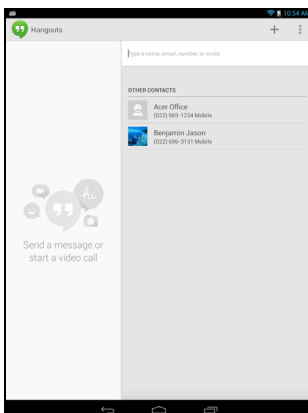 10:54 AM
Hangouts
Type a name, email, number, or circle
OTHER CONTACTS
Acer Office
(022) 969-1234 Mobile
Benjamin Jason
(022) 696-3131 Mobile
hi
Send a message or
start a video call